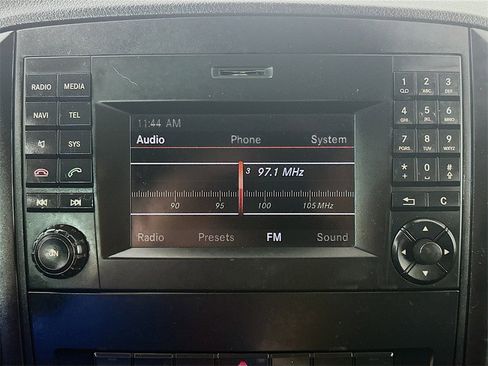 RADIO MEDIA
NAVI TEL
SYS
ON
11:44 AM
Audio Phone System
3 97.1 MHz
90 95 100 105 MHz
Radio Presets FM Sound
1 2 ABC 3 DEF
4 GHI 5 JKL 6 MNO
7 PQRS 8 TUV 9 WXYZ
* 0 #
C